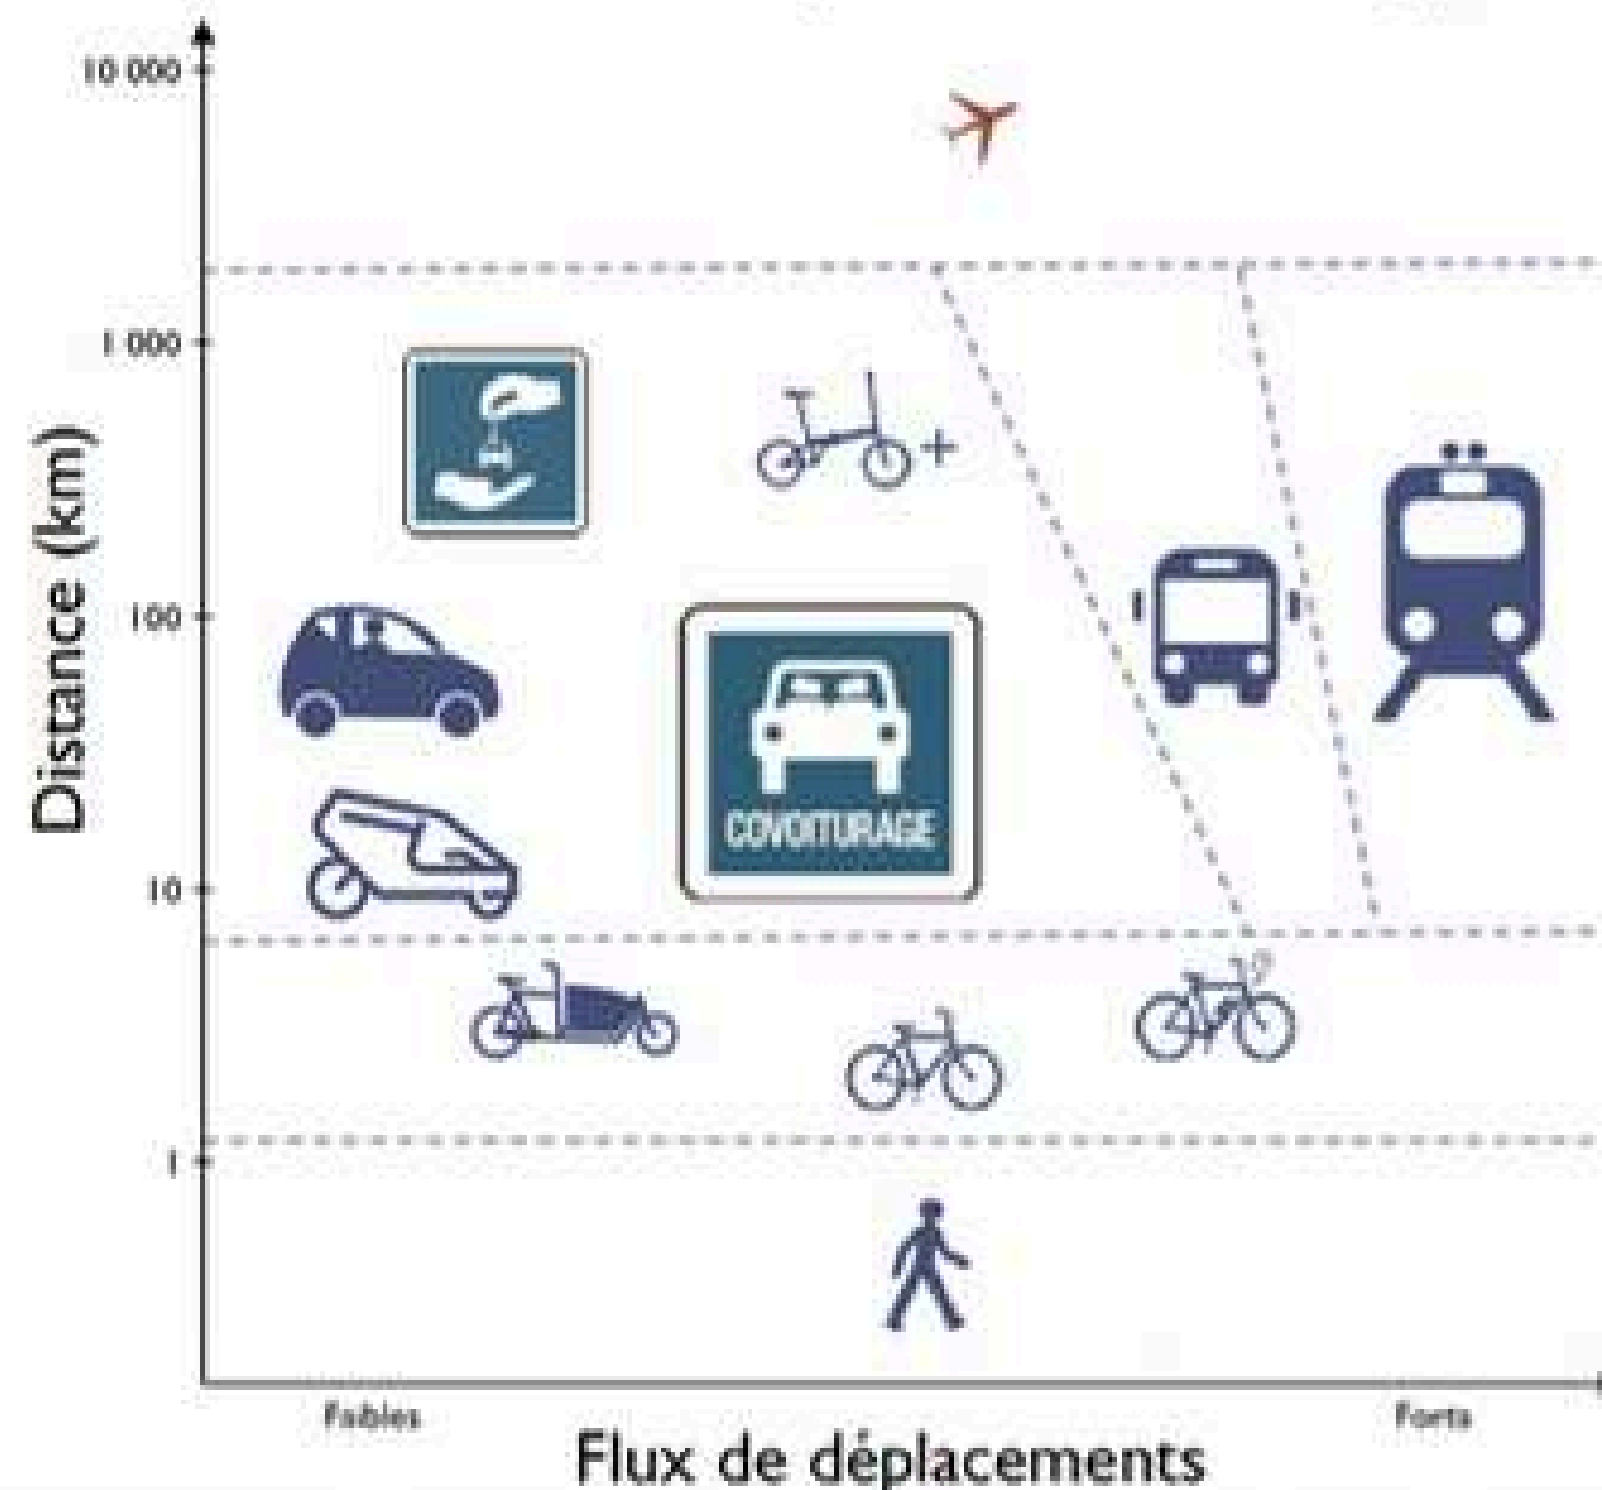 10 000
1 000
100
10
1
Distance (km)
COVOITURAGE
+
Faibles
Forts
Flux de déplacements